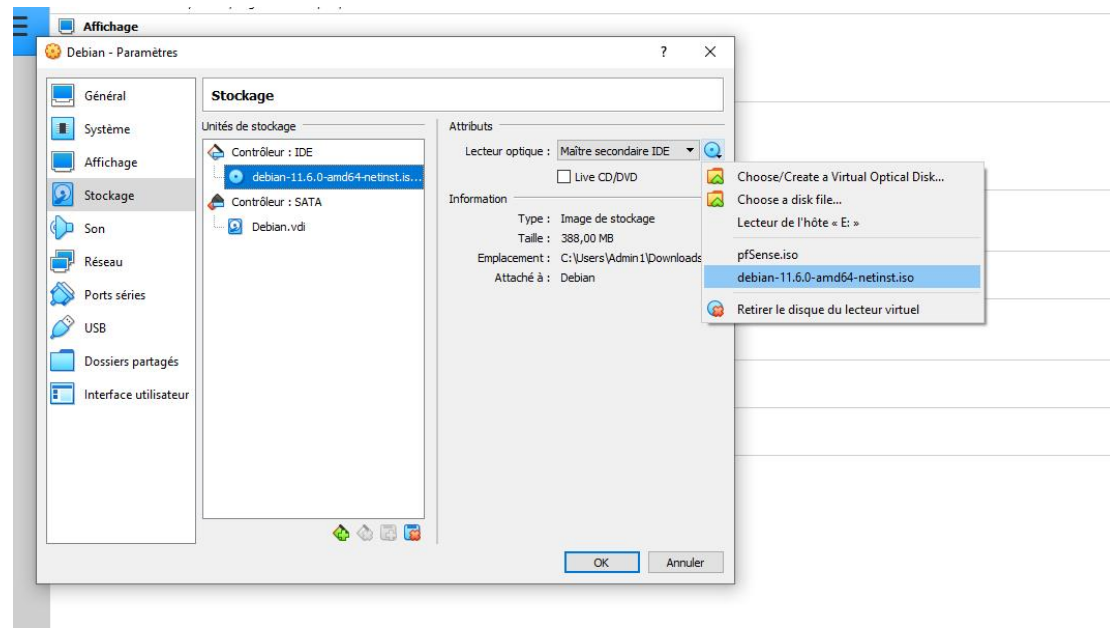 Affichage
Debian - Paramètres
?
Général
Système
Affichage
Stockage
Son
Réseau
Ports séries
USB
Dossiers partagés
Interface utilisateur
Stockage
Unités de stockage
Contrôleur : IDE
debian-11.6.0-amd64-netinst.is...
Contrôleur : SATA
Debian.vdi
Attributs
Lecteur optique : Maître secondaire IDE
Live CD/DVD
Information
Type : Image de stockage
Taille : 388,00 MB
Emplacement : C:\Users\Admin1\Downloads
Attaché à : Debian
Choose/Create a Virtual Optical Disk...
Choose a disk file...
Lecteur de l'hôte « E: »
pfSense.iso
debian-11.6.0-amd64-netinst.iso
Retirer le disque du lecteur virtuel
OK
Annuler